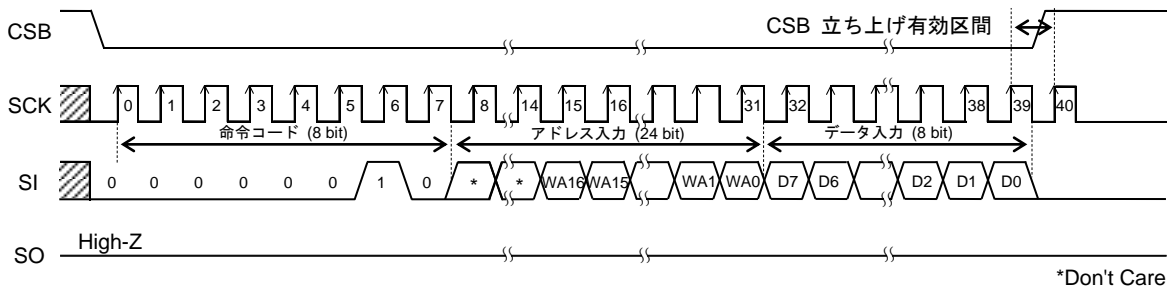 CSB
CSB 立ち上げ有効区間
SCK
0 1 2 3 4 5 6 7 8 14 15 16 31 32 38 39 40
命令コード (8 bit) アドレス入力 (24 bit) データ入力 (8 bit)
SI
0 0 0 0 0 0 1 0 * * WA16 WA15 WA1 WA0 D7 D6 D2 D1 D0
High-Z
SO
*Don't Care